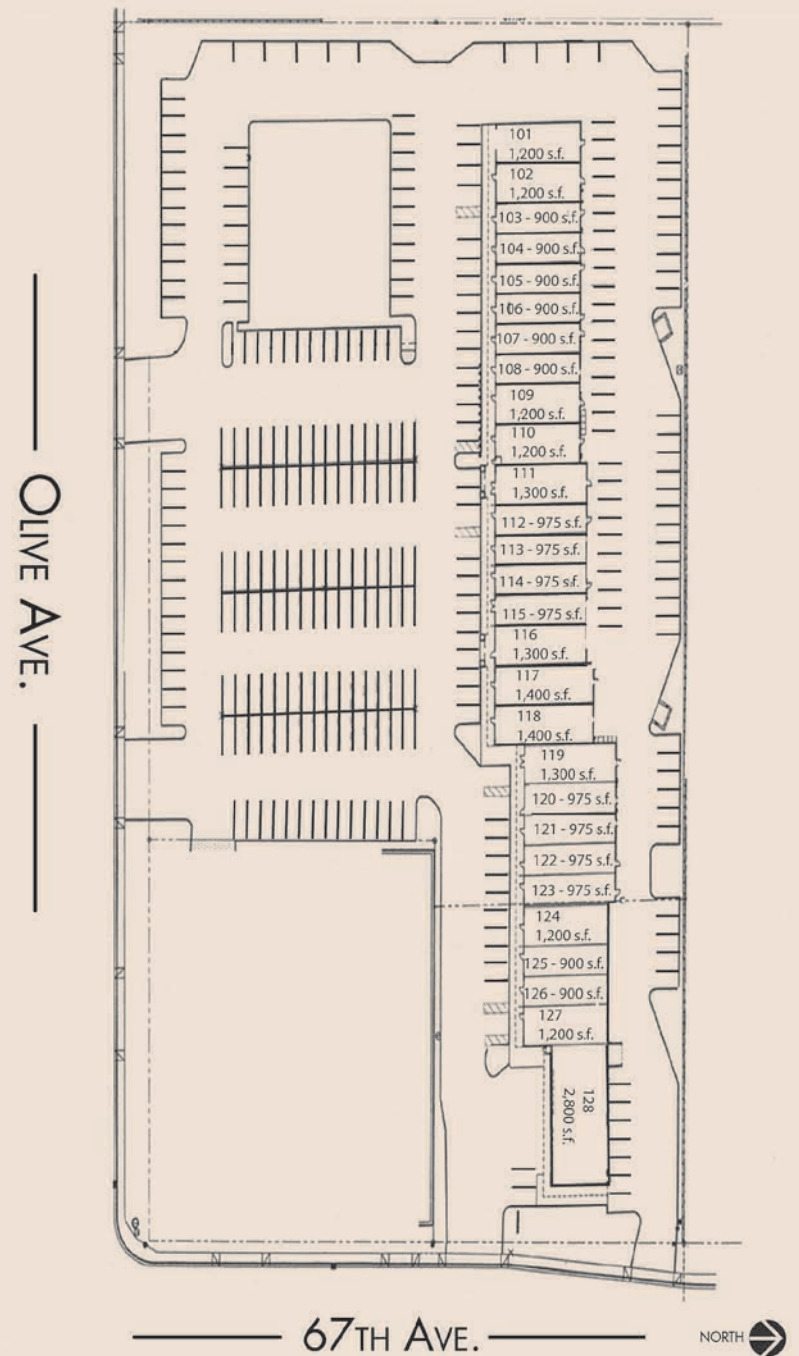 101
1,200 s.f.
102
1,200 s.f.
103 - 900 s.f.
104 - 900 s.f.
105 - 900 s.f.
106 - 900 s.f.
107 - 900 s.f.
108 - 900 s.f.
109
1,200 s.f.
110
1,200 s.f.
111
1,300 s.f.
112 - 975 s.f.
113 - 975 s.f.
114 - 975 s.f.
115 - 975 s.f.
116
1,300 s.f.
117
1,400 s.f.
118
1,400 s.f.
119
1,300 s.f.
120 - 975 s.f.
121 - 975 s.f.
122 - 975 s.f.
123 - 975 s.f.
124
1,200 s.f.
125 - 900 s.f.
126 - 900 s.f.
127
1,200 s.f.
128
2,800 s.f.
OLIVE AVE.
67TH AVE.
NORTH